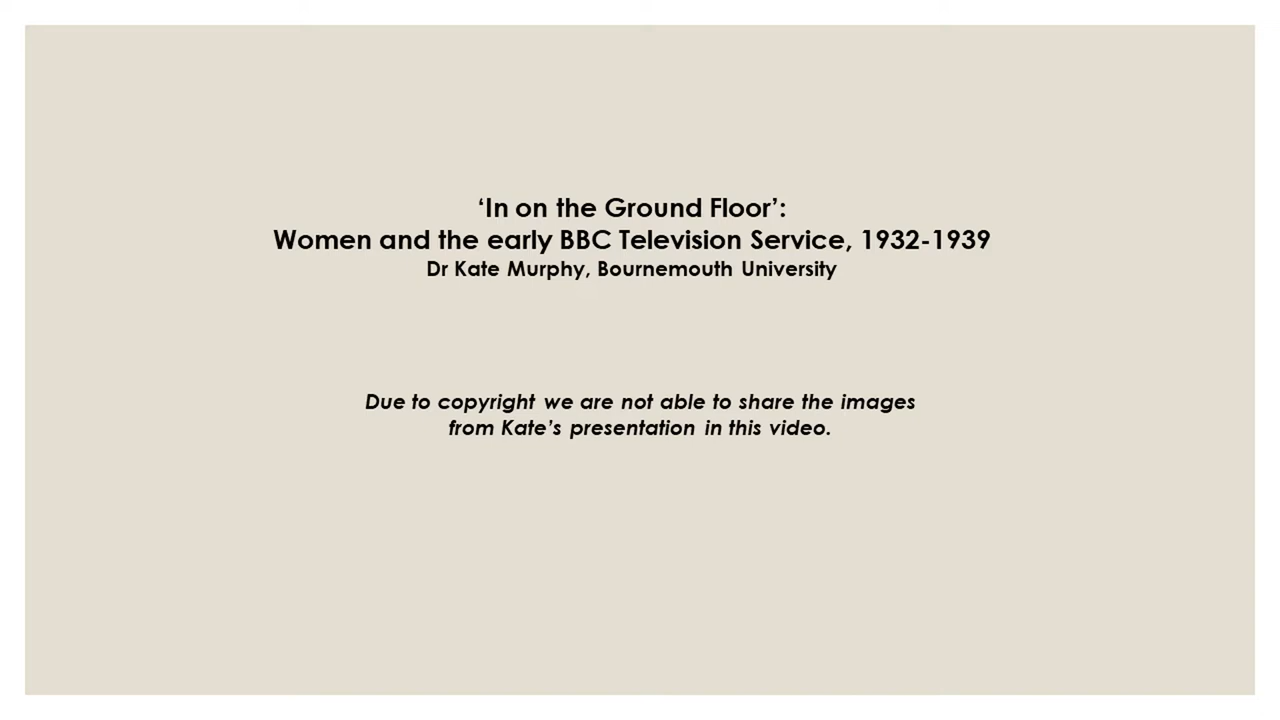 ‘In on the Ground Floor’:
Women and the early BBC Television Service, 1932-1939
Dr Kate Murphy, Bournemouth University
Due to copyright we are not able to share the images
from Kate’s presentation in this video.